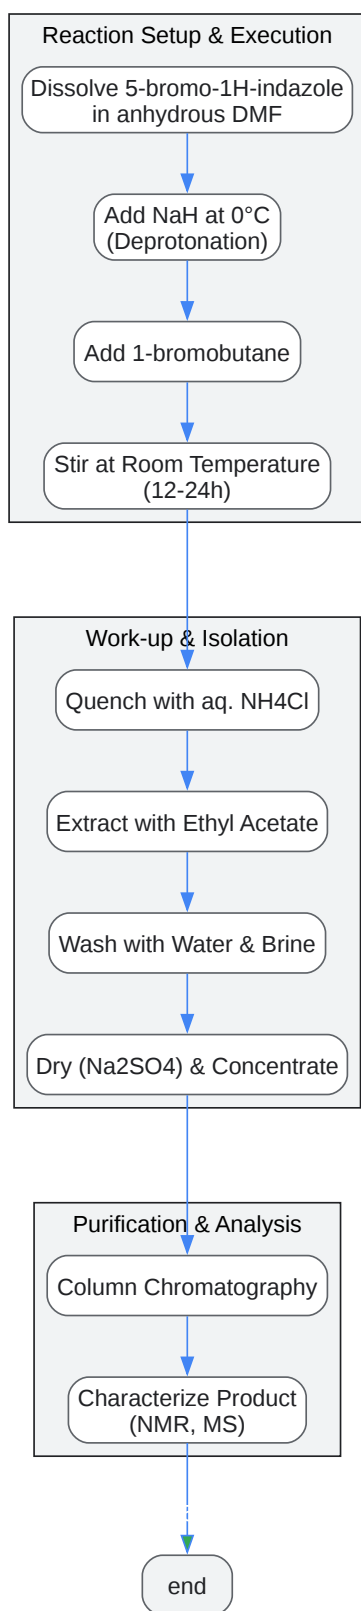 Reaction Setup & Execution
Dissolve 5-bromo-1H-indazole
in anhydrous DMF
Add NaH at 0°C
(Deprotonation)
Add 1-bromobutane
Stir at Room Temperature
(12-24h)
Work-up & Isolation
Quench with aq. NH4Cl
Extract with Ethyl Acetate
Wash with Water & Brine
Dry (Na2SO4) & Concentrate
Purification & Analysis
Column Chromatography
Characterize Product
(NMR, MS)
end